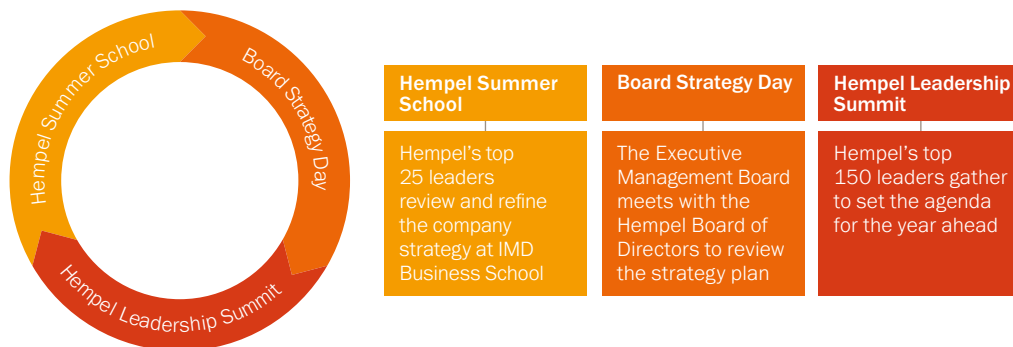 Hempel Summer School
Board Strategy Day
Hempel Leadership Summit
Hempel Summer
School
Hempel's top
25 leaders
review and refine
the company
strategy at IMD
Business School
Board Strategy Day
The Executive
Management Board
meets with the
Hempel Board of
Directors to review
the strategy plan
Hempel Leadership
Summit
Hempel's top
150 leaders gather
to set the agenda
for the year ahead